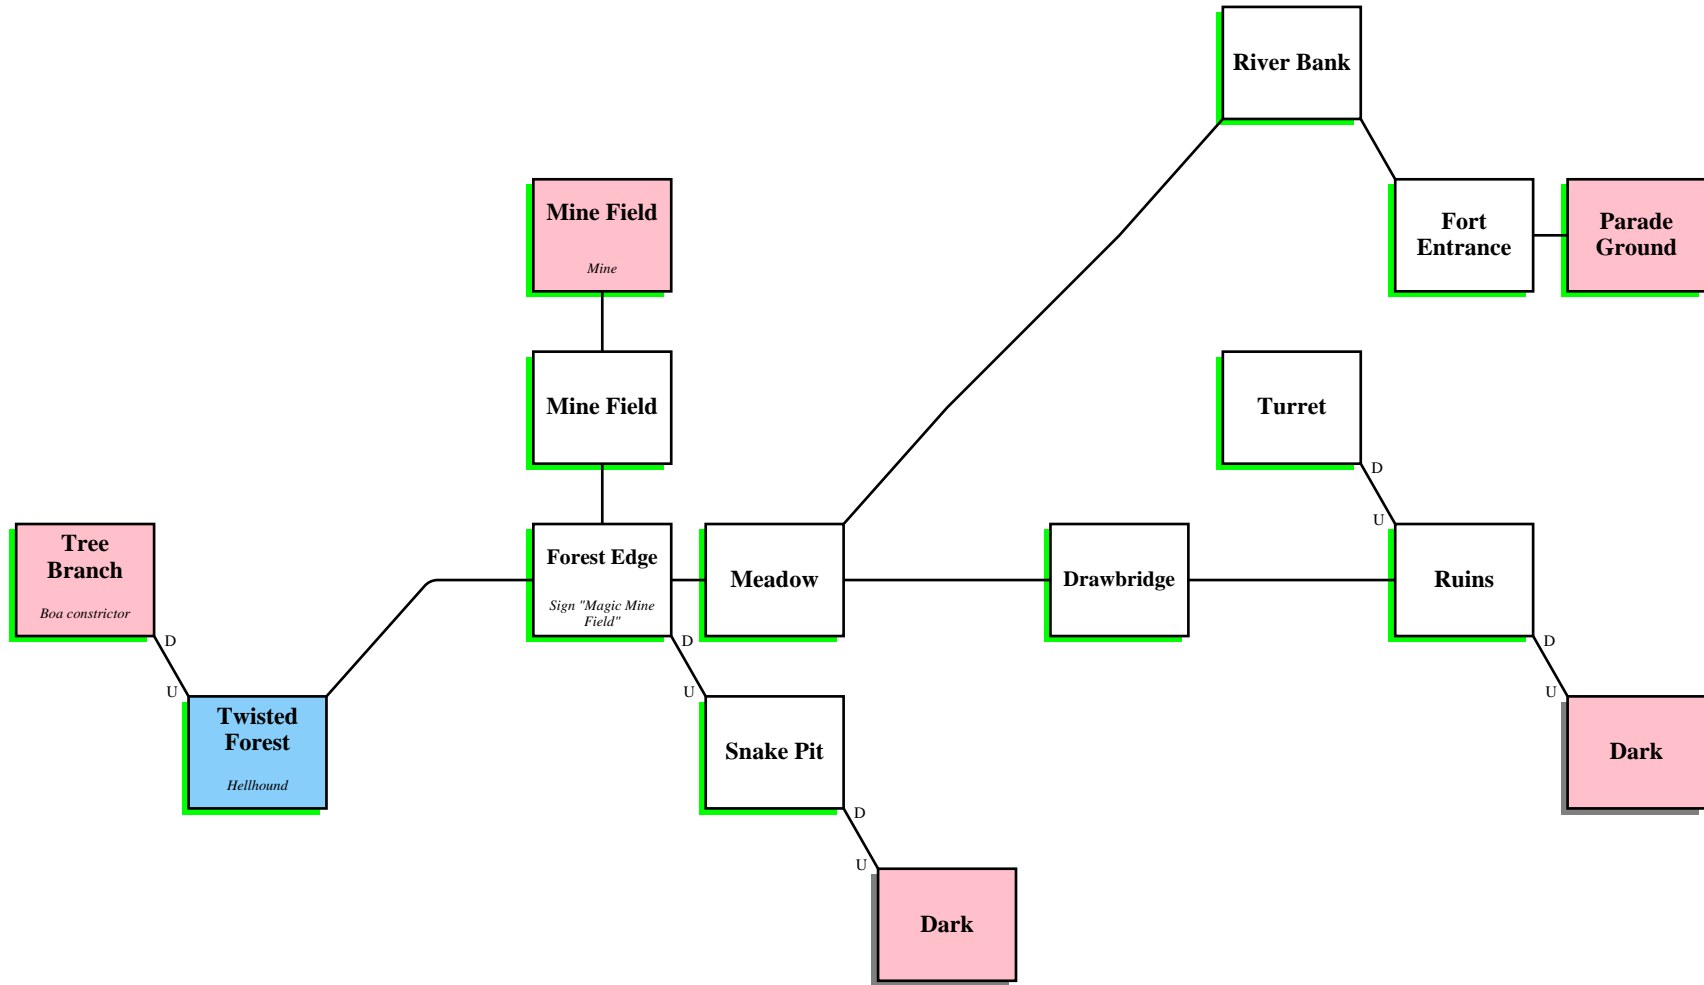 River Bank
Mine Field
Mine
Fort
Entrance
Parade
Ground
Mine Field
Turret
D
U
Tree
Branch
Boa constrictor
D
U
Forest Edge
Sign "Magic Mine
Field"
D
U
Meadow
Drawbridge
Ruins
D
U
Twisted
Forest
Hellhound
Snake Pit
D
U
Dark
Dark